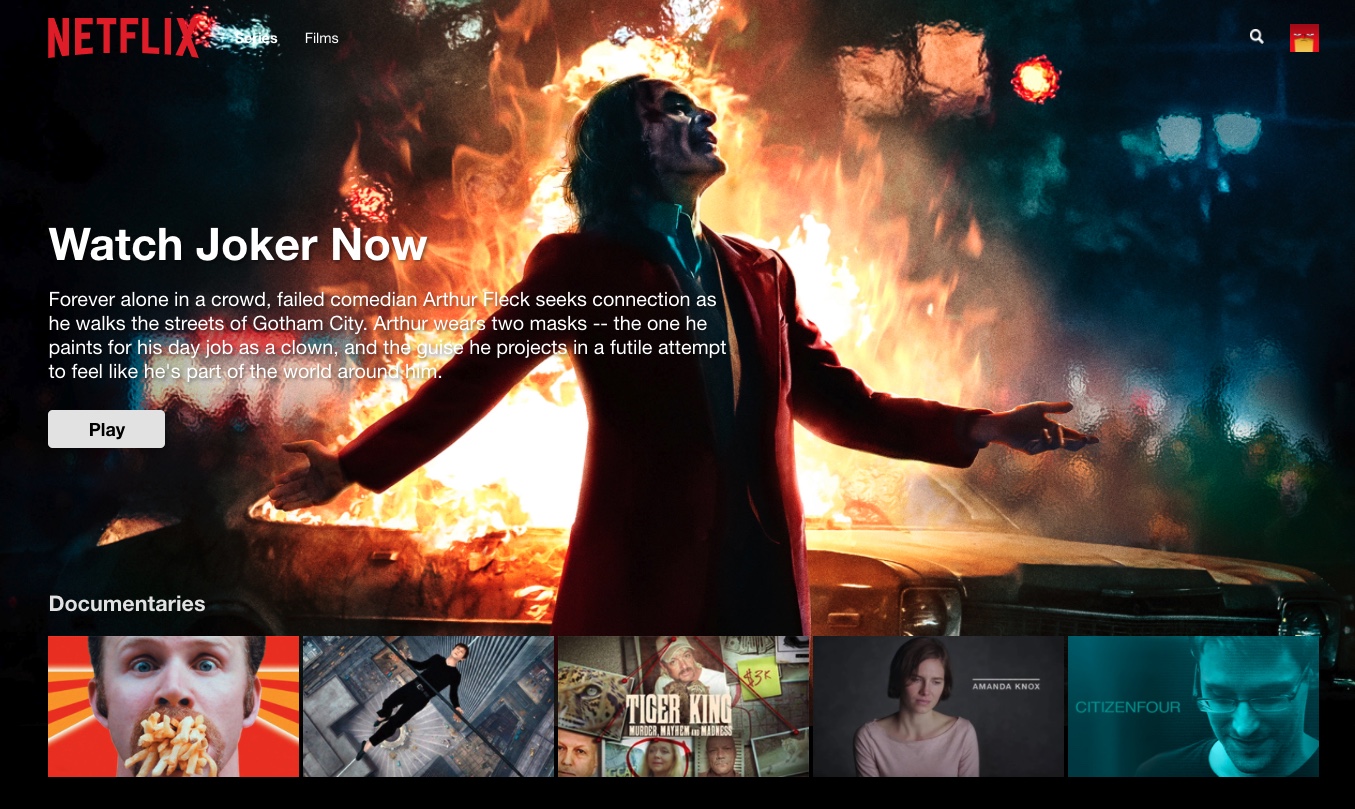 NETFLIX
Series
Films
Watch Joker Now
Forever alone in a crowd, failed comedian Arthur Fleck seeks connection as
he walks the streets of Gotham City. Arthur wears two masks -- the one he
paints for his day job as a clown, and the guise he projects in a futile attempt
to feel like he's part of the world around him.
Play
Documentaries
$3K
TIGER KING
MURDER, MAYHEM AND MADNESS
AMANDA KNOX
CITIZENFOUR